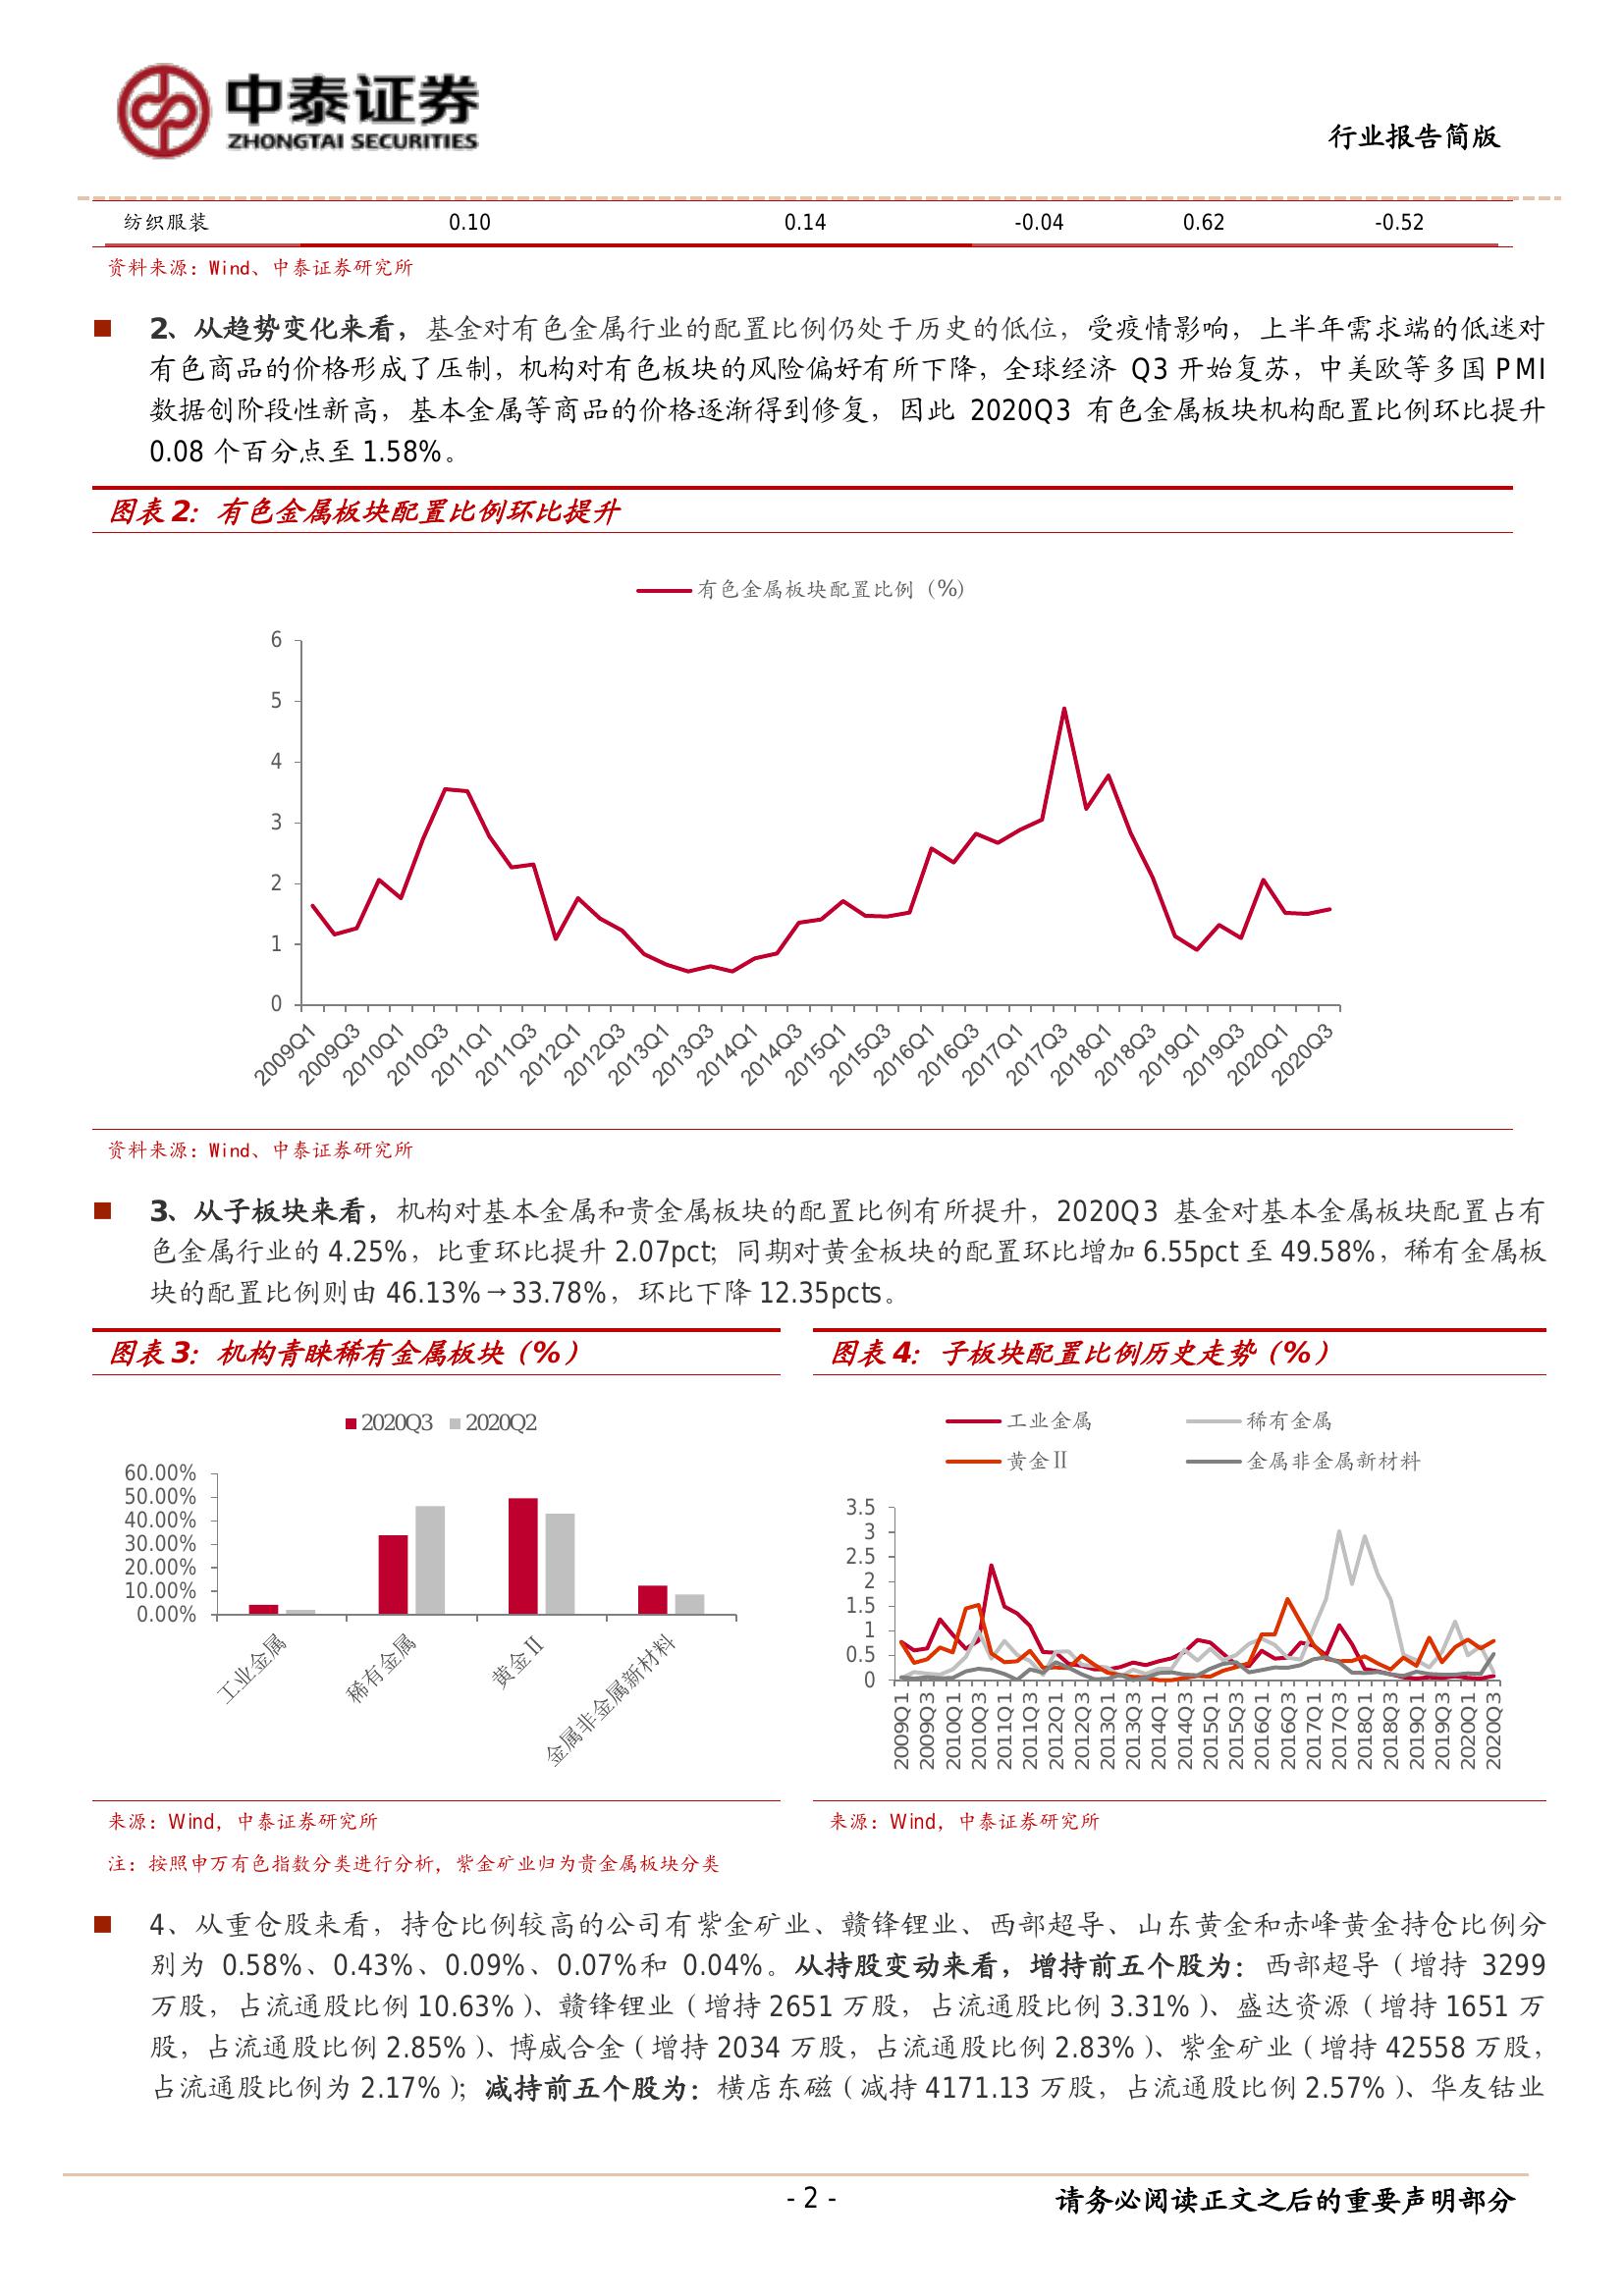 中泰证券
ZHONGTAI SECURITIES
行业报告简版
纺织服装 0.10 0.14 -0.04 0.62 -0.52
资料来源：Wind、中泰证券研究所
2、从趋势变化来看，基金对有色金属行业的配置比例仍处于历史的低位，受疫情影响，上半年需求端的低迷对
有色商品的价格形成了压制，机构对有色板块的风险偏好有所下降，全球经济 Q3 开始复苏，中美欧等多国 PMI
数据创阶段性新高，基本金属等商品的价格逐渐得到修复，因此 2020Q3 有色金属板块机构配置比例环比提升
0.08 个百分点至 1.58%。
图表 2：有色金属板块配置比例环比提升
有色金属板块配置比例（%）
6
5
4
3
2
1
0
2009Q1 2009Q3 2010Q1 2010Q3 2011Q1 2011Q3 2012Q1 2012Q3 2013Q1 2013Q3 2014Q1 2014Q3 2015Q1 2015Q3 2016Q1 2016Q3 2017Q1 2017Q3 2018Q1 2018Q3 2019Q1 2019Q3 2020Q1 2020Q3
资料来源：Wind、中泰证券研究所
3、从子板块来看，机构对基本金属和贵金属板块的配置比例有所提升，2020Q3 基金对基本金属板块配置占有
色金属行业的 4.25%，比重环比提升 2.07pct；同期对黄金板块的配置环比增加 6.55pct 至 49.58%，稀有金属板
块的配置比例则由 46.13%→33.78%，环比下降 12.35pcts。
图表 3：机构青睐稀有金属板块（%）
2020Q3 2020Q2
60.00%
50.00%
40.00%
30.00%
20.00%
10.00%
0.00%
工业金属 稀有金属 黄金Ⅱ 金属非金属新材料
来源：Wind，中泰证券研究所
注：按照申万有色指数分类进行分析，紫金矿业归为贵金属板块分类
图表 4：子板块配置比例历史走势（%）
工业金属 稀有金属
黄金Ⅱ 金属非金属新材料
3.5
3
2.5
2
1.5
1
0.5
0
2009Q1 2009Q3 2010Q1 2010Q3 2011Q1 2011Q3 2012Q1 2012Q3 2013Q1 2013Q3 2014Q1 2014Q3 2015Q1 2015Q3 2016Q1 2016Q3 2017Q1 2017Q3 2018Q1 2018Q3 2019Q1 2019Q3 2020Q1 2020Q3
来源：Wind，中泰证券研究所
4、从重仓股来看，持仓比例较高的公司有紫金矿业、赣锋锂业、西部超导、山东黄金和赤峰黄金持仓比例分
别为 0.58%、0.43%、0.09%、0.07%和 0.04%。从持股变动来看，增持前五个股为：西部超导（增持 3299
万股，占流通股比例 10.63%）、赣锋锂业（增持 2651 万股，占流通股比例 3.31%）、盛达资源（增持 1651 万
股，占流通股比例 2.85%）、博威合金（增持 2034 万股，占流通股比例 2.83%）、紫金矿业（增持 42558 万股，
占流通股比例为 2.17%）；减持前五个股为：横店东磁（减持 4171.13 万股，占流通股比例 2.57%）、华友钴业
- 2 -
请务必阅读正文之后的重要声明部分